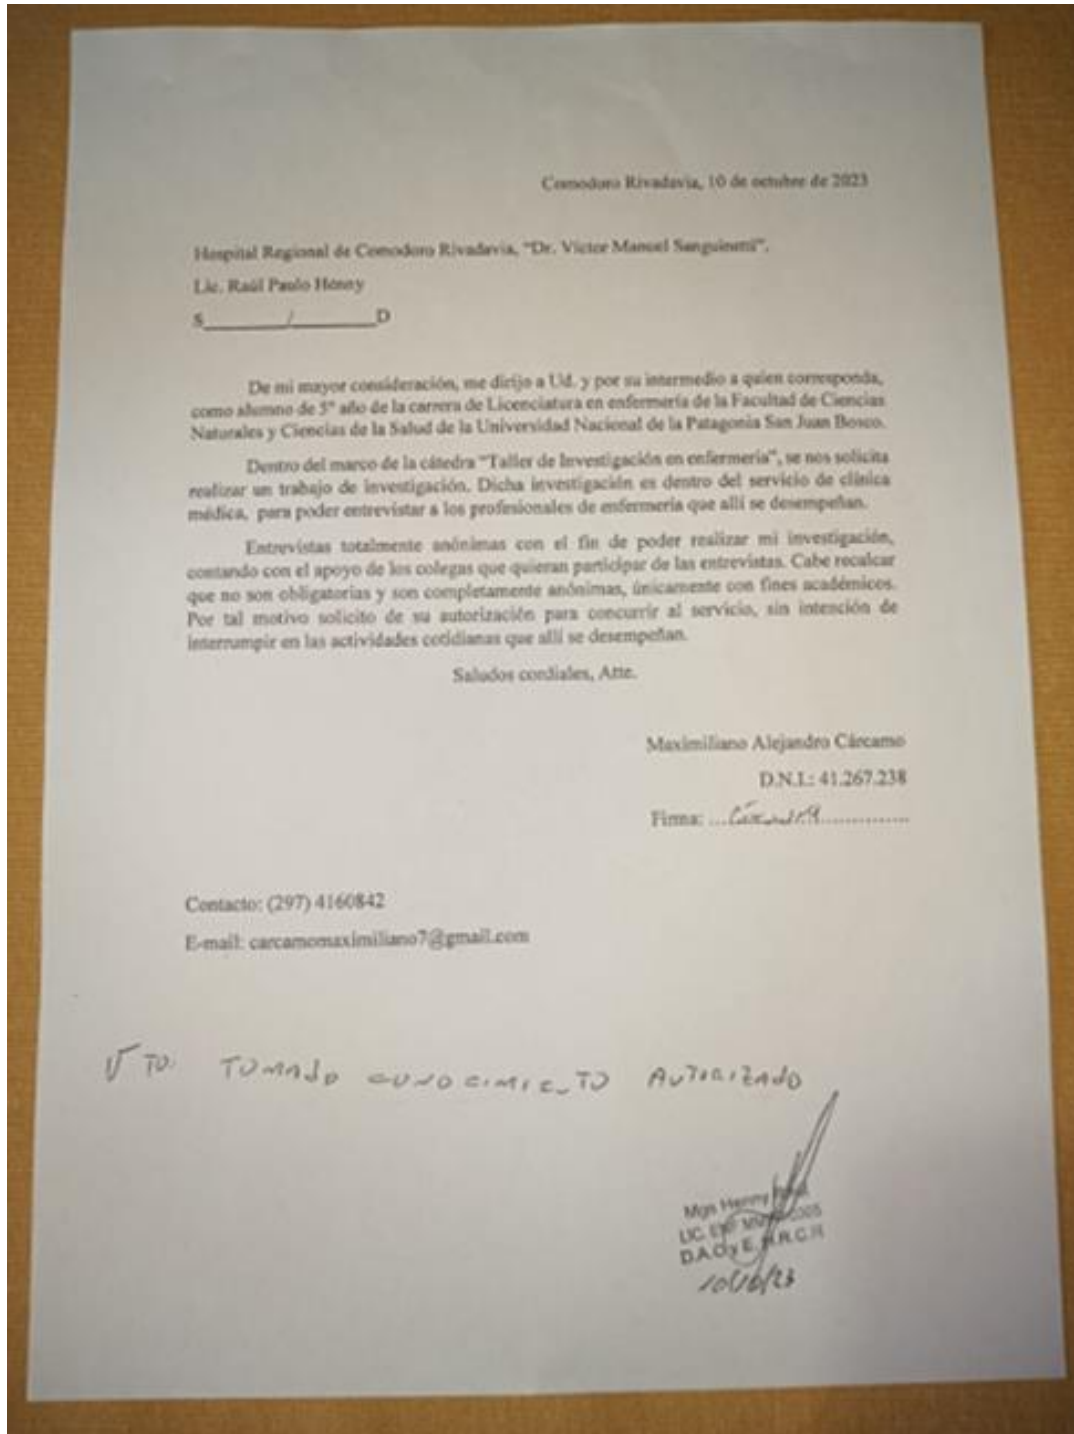 Comodoro Rivadavia, 10 de octubre de 2023
Hospital Regional de Comodoro Rivadavia, "Dr. Víctor Manuel Sanguinetti".
Lic. Raúl Paulo Henny
S________/________D
De mi mayor consideración, me dirijo a Ud. y por su intermedio a quien corresponda,
como alumno de 5° año de la carrera de Licenciatura en enfermería de la Facultad de Ciencias
Naturales y Ciencias de la Salud de la Universidad Nacional de la Patagonia San Juan Bosco.
Dentro del marco de la cátedra "Taller de Investigación en enfermería", se nos solicita
realizar un trabajo de investigación. Dicha investigación es dentro del servicio de clínica
médica, para poder entrevistar a los profesionales de enfermería que allí se desempeñan.
Entrevistas totalmente anónimas con el fin de poder realizar mi investigación,
contando con el apoyo de los colegas que quieran participar de las entrevistas. Cabe recalcar
que no son obligatorias y son completamente anónimas, únicamente con fines académicos.
Por tal motivo solicito de su autorización para concurrir al servicio, sin intención de
interrumpir en las actividades cotidianas que allí se desempeñan.
Saludos cordiales, Atte.
Maximiliano Alejandro Cárcamo
D.N.I.: 41.267.238
Firma: ..................
Contacto: (297) 4160842
E-mail: carcamomaximiliano7@gmail.com
TOMADO CONOCIMIENTO AUTORIZADO
Mgs Henny
LIC. ENF
D.A.O y E. H.R.C.R
10/10/23